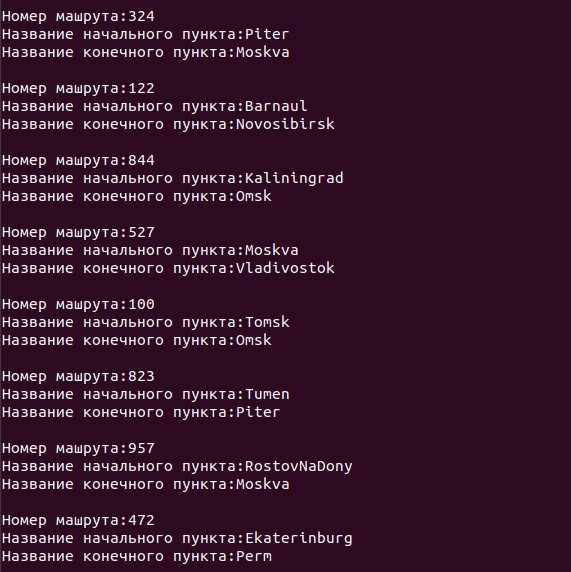 Номер машрута:324
Название начального пункта:Piter
Название конечного пункта:Moskva
Номер машрута:122
Название начального пункта:Barnaul
Название конечного пункта:Novosibirsk
Номер машрута:844
Название начального пункта:Kaliningrad
Название конечного пункта:Omsk
Номер машрута:527
Название начального пункта:Moskva
Название конечного пункта:Vladivostok
Номер машрута:100
Название начального пункта:Tomsk
Название конечного пункта:Omsk
Номер машрута:823
Название начального пункта:Tumen
Название конечного пункта:Piter
Номер машрута:957
Название начального пункта:RostovNaDony
Название конечного пункта:Moskva
Номер машрута:472
Название начального пункта:Ekaterinburg
Название конечного пункта:Perm